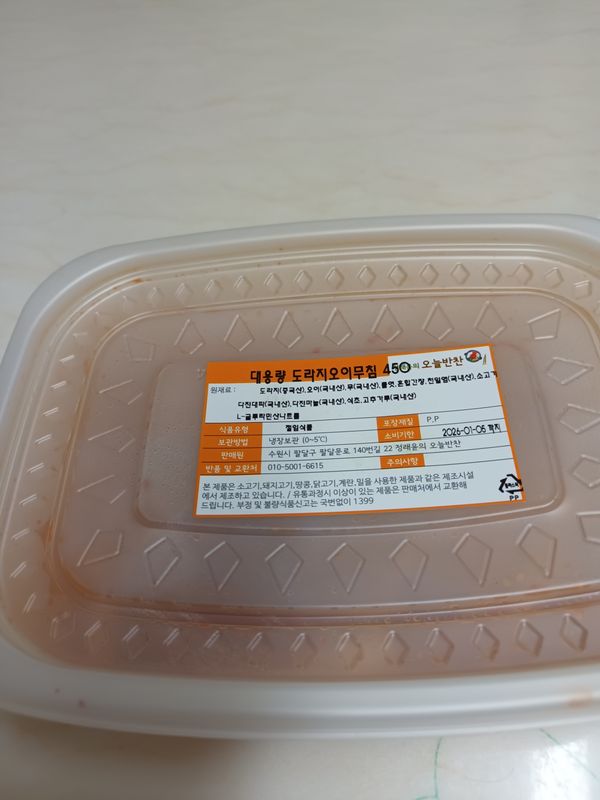 대용량 도라지오이무침 450 오늘반찬
원재료 : 도라지(중국산),오이(국내산),무(국내산),물엿,혼합간장,천일염(국내산),소고기
다진대파(국내산),다진마늘(국내산),식초,고추가루(국내산)
L-글루탐산나트륨
식품유형 절임식품 포장재질 P.P
보관방법 냉장보관 (0~5℃) 소비기한 2026-01-05 까지
판매원 수원시 팔달구 팔달문로 140번길 22 정래윤의 오늘반찬
반품 및 교환처 010-5001-6615 주의사항
본 제품은 소고기,돼지고기,땅콩,닭고기,계란,밀을 사용한 제품과 같은 제조시설
에서 제조하고 있습니다. / 유통과정시 이상이 있는 제품은 판매처에서 교환해
드립니다. 부정 및 불량식품신고는 국번없이 1399
PP